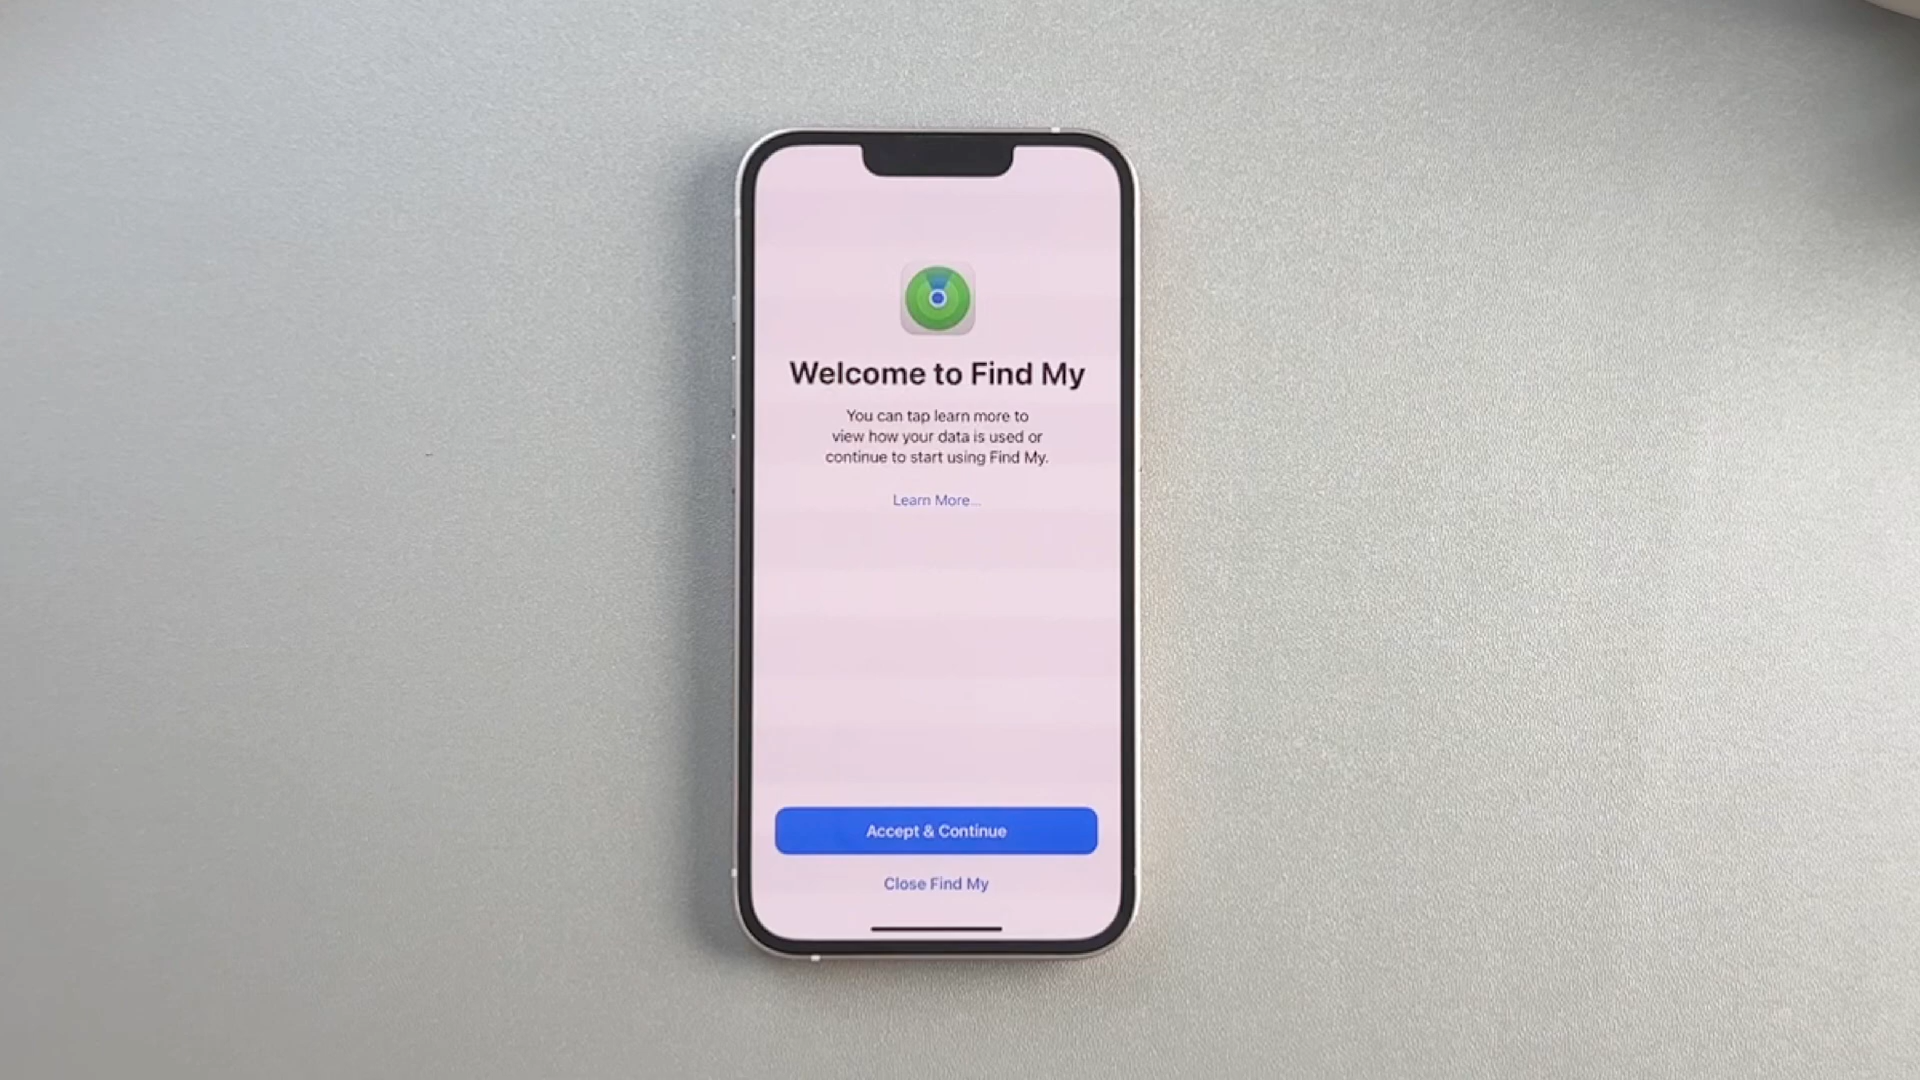 Welcome to Find My
You can tap learn more to
view how your data is used or
continue to start using Find My.
Learn More...
Accept & Continue
Close Find My